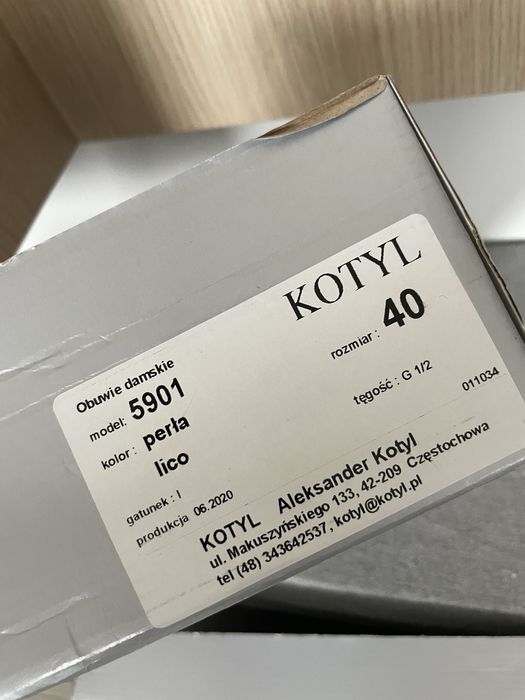 KOTYL
Obuwie damskie
model: 5901
rozmiar : 40
kolor : perła
lico
tęgość : G 1/2
011034
gatunek : I
produkcja 06.2020
KOTYL Aleksander Kotyl
ul. Makuszyńskiego 133, 42-209 Częstochowa
tel (48) 343642537, kotyl@kotyl.pl